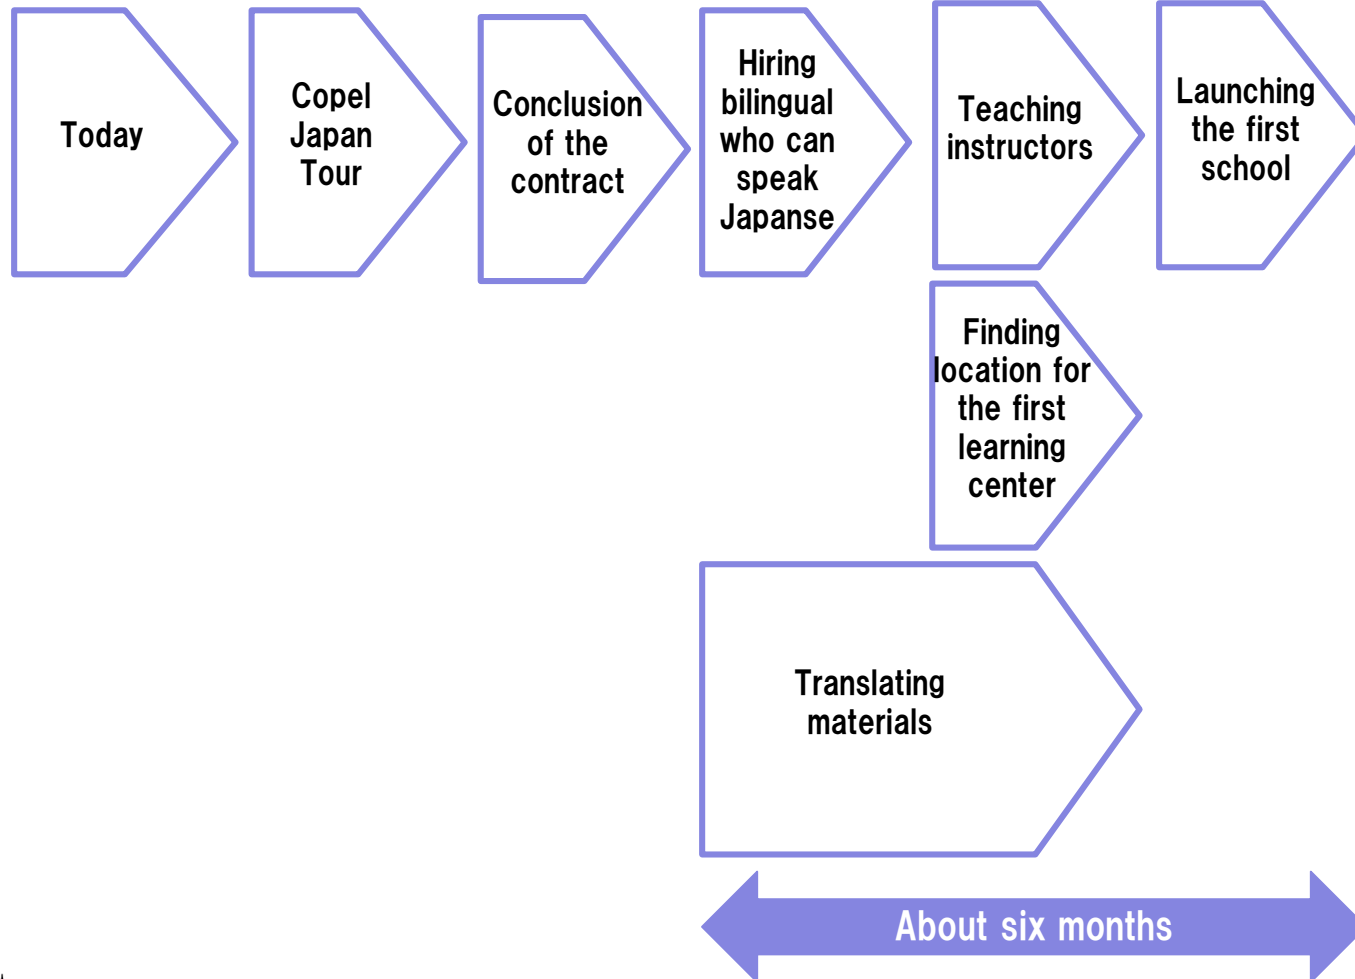 Today
Copel
Japan
Tour
Conclusion
of the
contract
Hiring
bilingual
who can
speak
Japanse
Teaching
instructors
Launching
the first
school
Finding
location for
the first
learning
center
Translating
materials
About six months